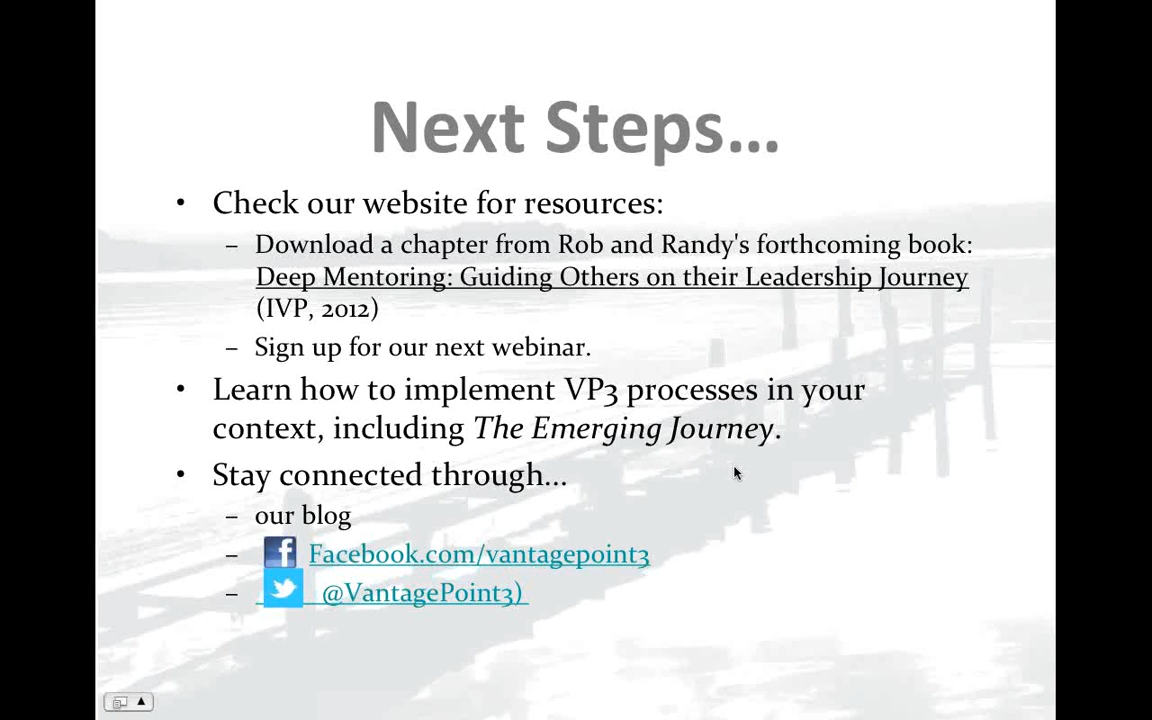 Next Steps...
• Check our website for resources:
– Download a chapter from Rob and Randy's forthcoming book:
Deep Mentoring: Guiding Others on their Leadership Journey
(IVP, 2012)
– Sign up for our next webinar.
• Learn how to implement VP3 processes in your
context, including The Emerging Journey.
• Stay connected through...
– our blog
– f Facebook.com/vantagepoint3
– @VantagePoint3)